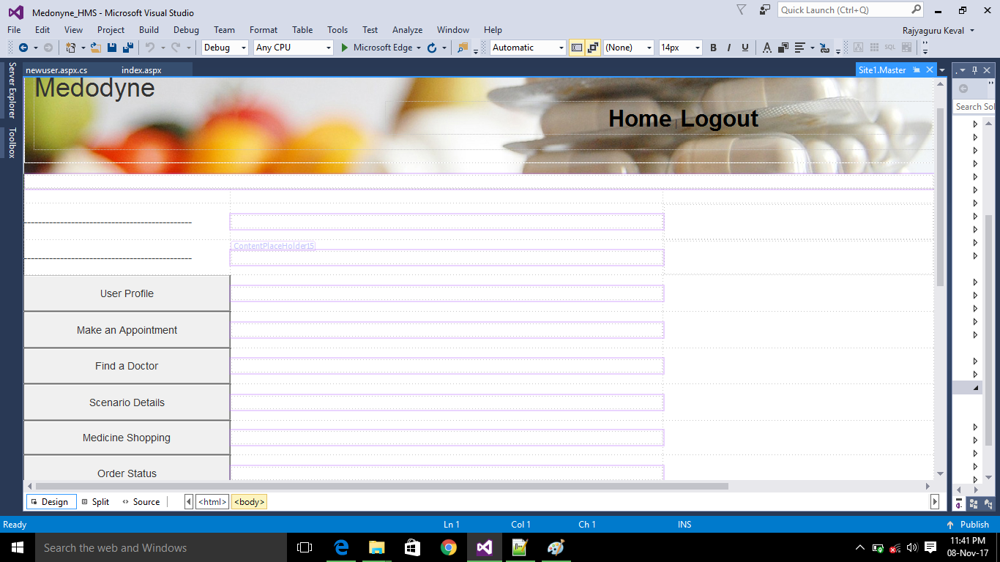 Medonyne_HMS - Microsoft Visual Studio
Quick Launch (Ctrl+Q)
File Edit View Project Build Debug Team Format Table Tools Test Analyze Window Help
Rajyaguru Keval
Debug Any CPU Microsoft Edge Automatic (None) 14px B I U A SQL
newuser.aspx.cs index.aspx Site1.Master
Server Explorer
Toolbox
Search Sol
Medodyne
Home Logout
ContentPlaceHolder15
User Profile
Make an Appointment
Find a Doctor
Scenario Details
Medicine Shopping
Order Status
Design Split Source <html> <body>
Ready Ln 1 Col 1 Ch 1 INS Publish
Search the web and Windows
11:41 PM
08-Nov-17